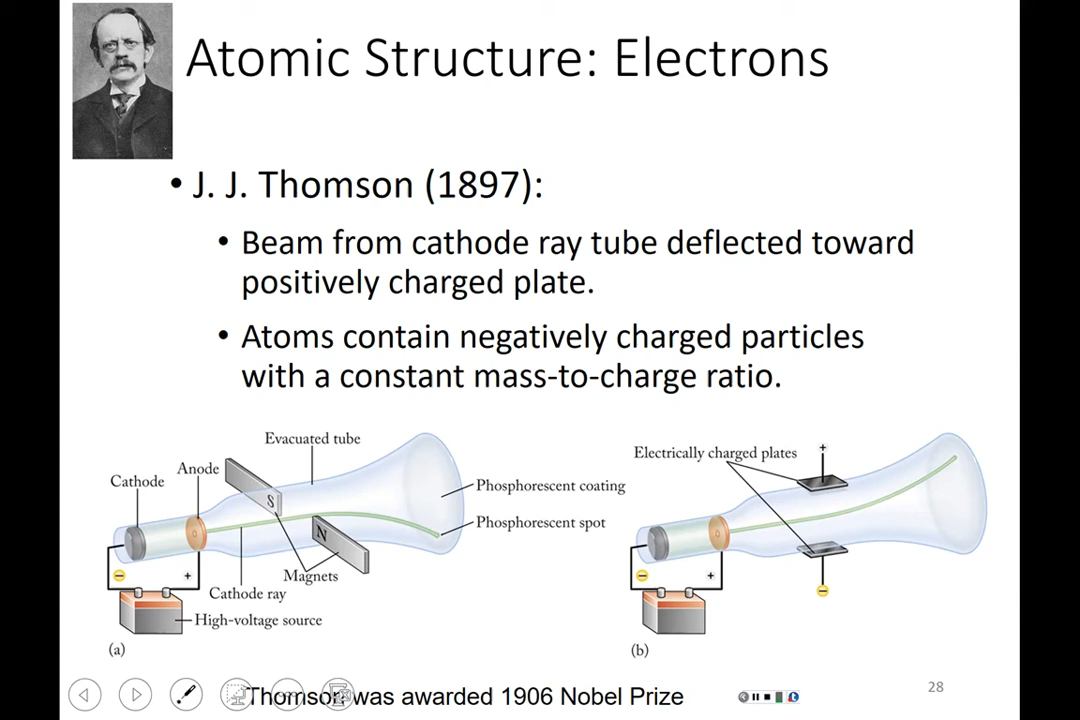 Atomic Structure: Electrons
• J. J. Thomson (1897):
• Beam from cathode ray tube deflected toward
positively charged plate.
• Atoms contain negatively charged particles
with a constant mass-to-charge ratio.
Evacuated tube
Anode
Cathode
S
N
Phosphorescent coating
Phosphorescent spot
Magnets
− +
Cathode ray
High-voltage source
(a)
Electrically charged plates
+
− +
−
(b)
Thomson was awarded 1906 Nobel Prize
28